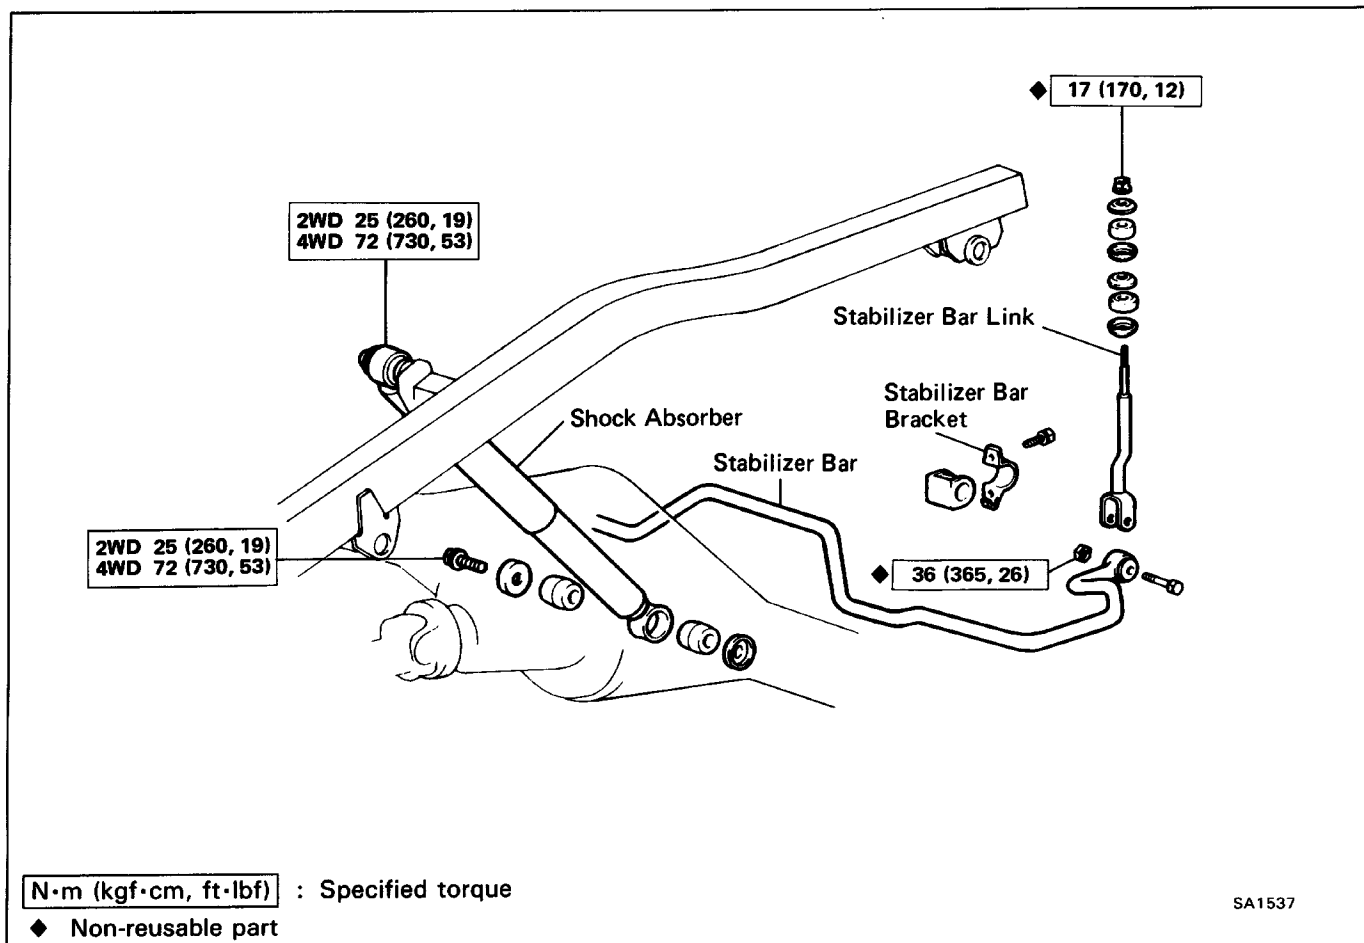 ◆ 17 (170, 12)
2WD 25 (260, 19)
4WD 72 (730, 53)
Stabilizer Bar Link
Stabilizer Bar
Bracket
Shock Absorber
Stabilizer Bar
2WD 25 (260, 19)
4WD 72 (730, 53)
◆ 36 (365, 26)
N·m (kgf·cm, ft·lbf) : Specified torque
◆ Non-reusable part
SA1537